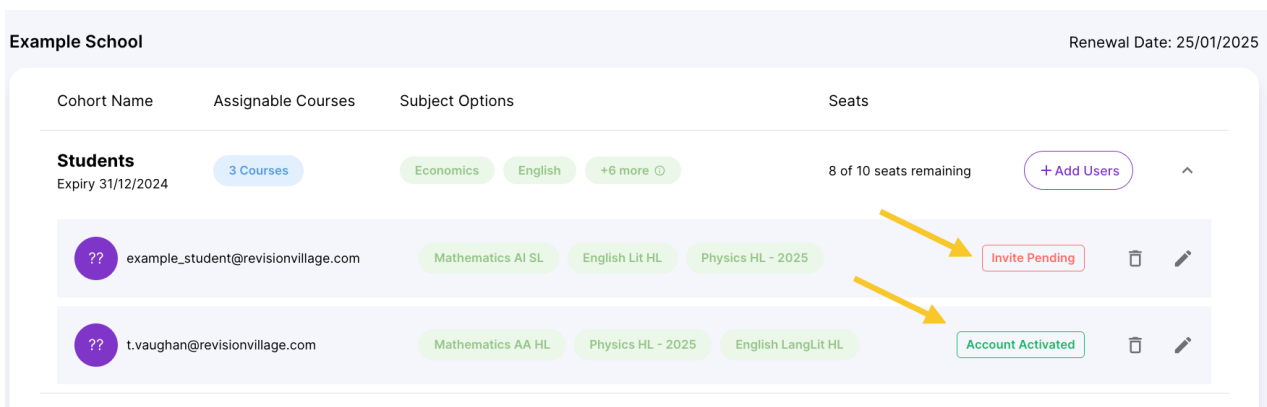 Example School
Renewal Date: 25/01/2025
Cohort Name Assignable Courses Subject Options Seats
Students
Expiry 31/12/2024
3 Courses
Economics English +6 more
8 of 10 seats remaining
+ Add Users
?? example_student@revisionvillage.com Mathematics AI SL English Lit HL Physics HL - 2025 Invite Pending
?? t.vaughan@revisionvillage.com Mathematics AA HL Physics HL - 2025 English LangLit HL Account Activated